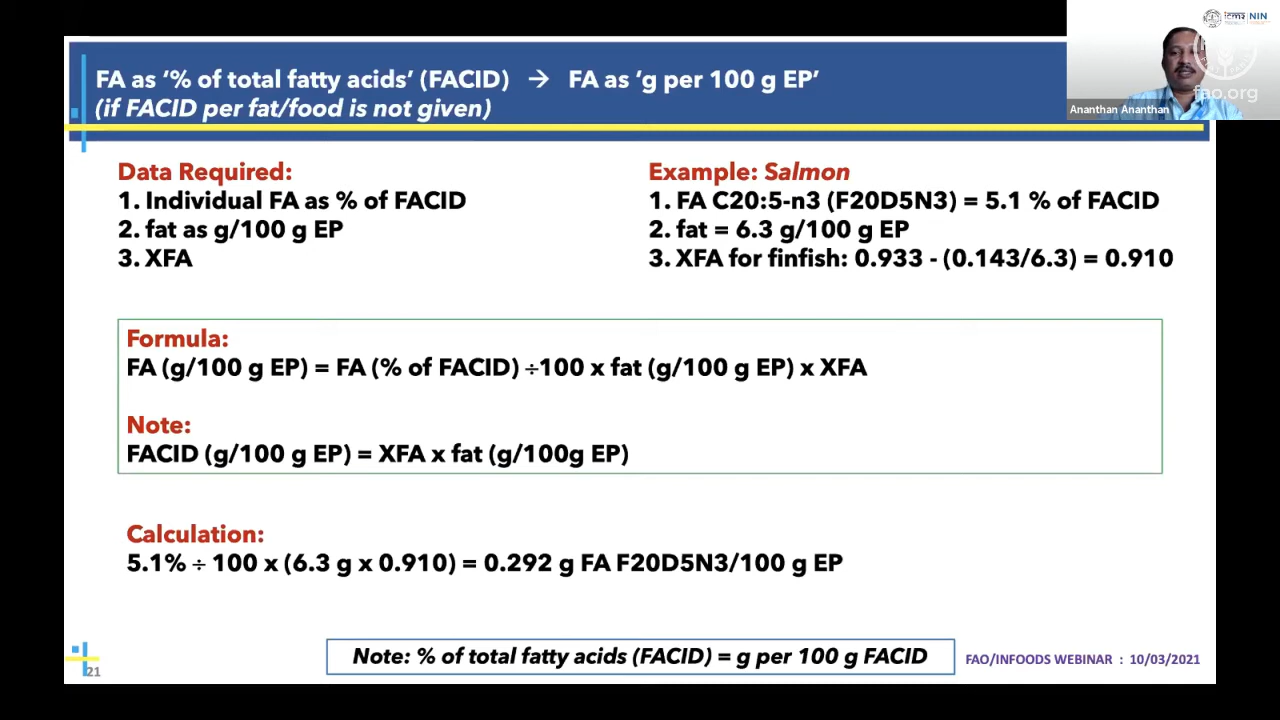 icmr NIN
FA as ‘% of total fatty acids’ (FACID) → FA as ‘g per 100 g EP’
(if FACID per fat/food is not given)
fao.org
Ananthan Ananthan
Data Required:
1. Individual FA as % of FACID
2. fat as g/100 g EP
3. XFA
Example: Salmon
1. FA C20:5-n3 (F20D5N3) = 5.1 % of FACID
2. fat = 6.3 g/100 g EP
3. XFA for finfish: 0.933 - (0.143/6.3) = 0.910
Formula:
FA (g/100 g EP) = FA (% of FACID) ÷100 x fat (g/100 g EP) x XFA
Note:
FACID (g/100 g EP) = XFA x fat (g/100g EP)
Calculation:
5.1% ÷ 100 x (6.3 g x 0.910) = 0.292 g FA F20D5N3/100 g EP
Note: % of total fatty acids (FACID) = g per 100 g FACID
FAO/INFOODS WEBINAR : 10/03/2021
21